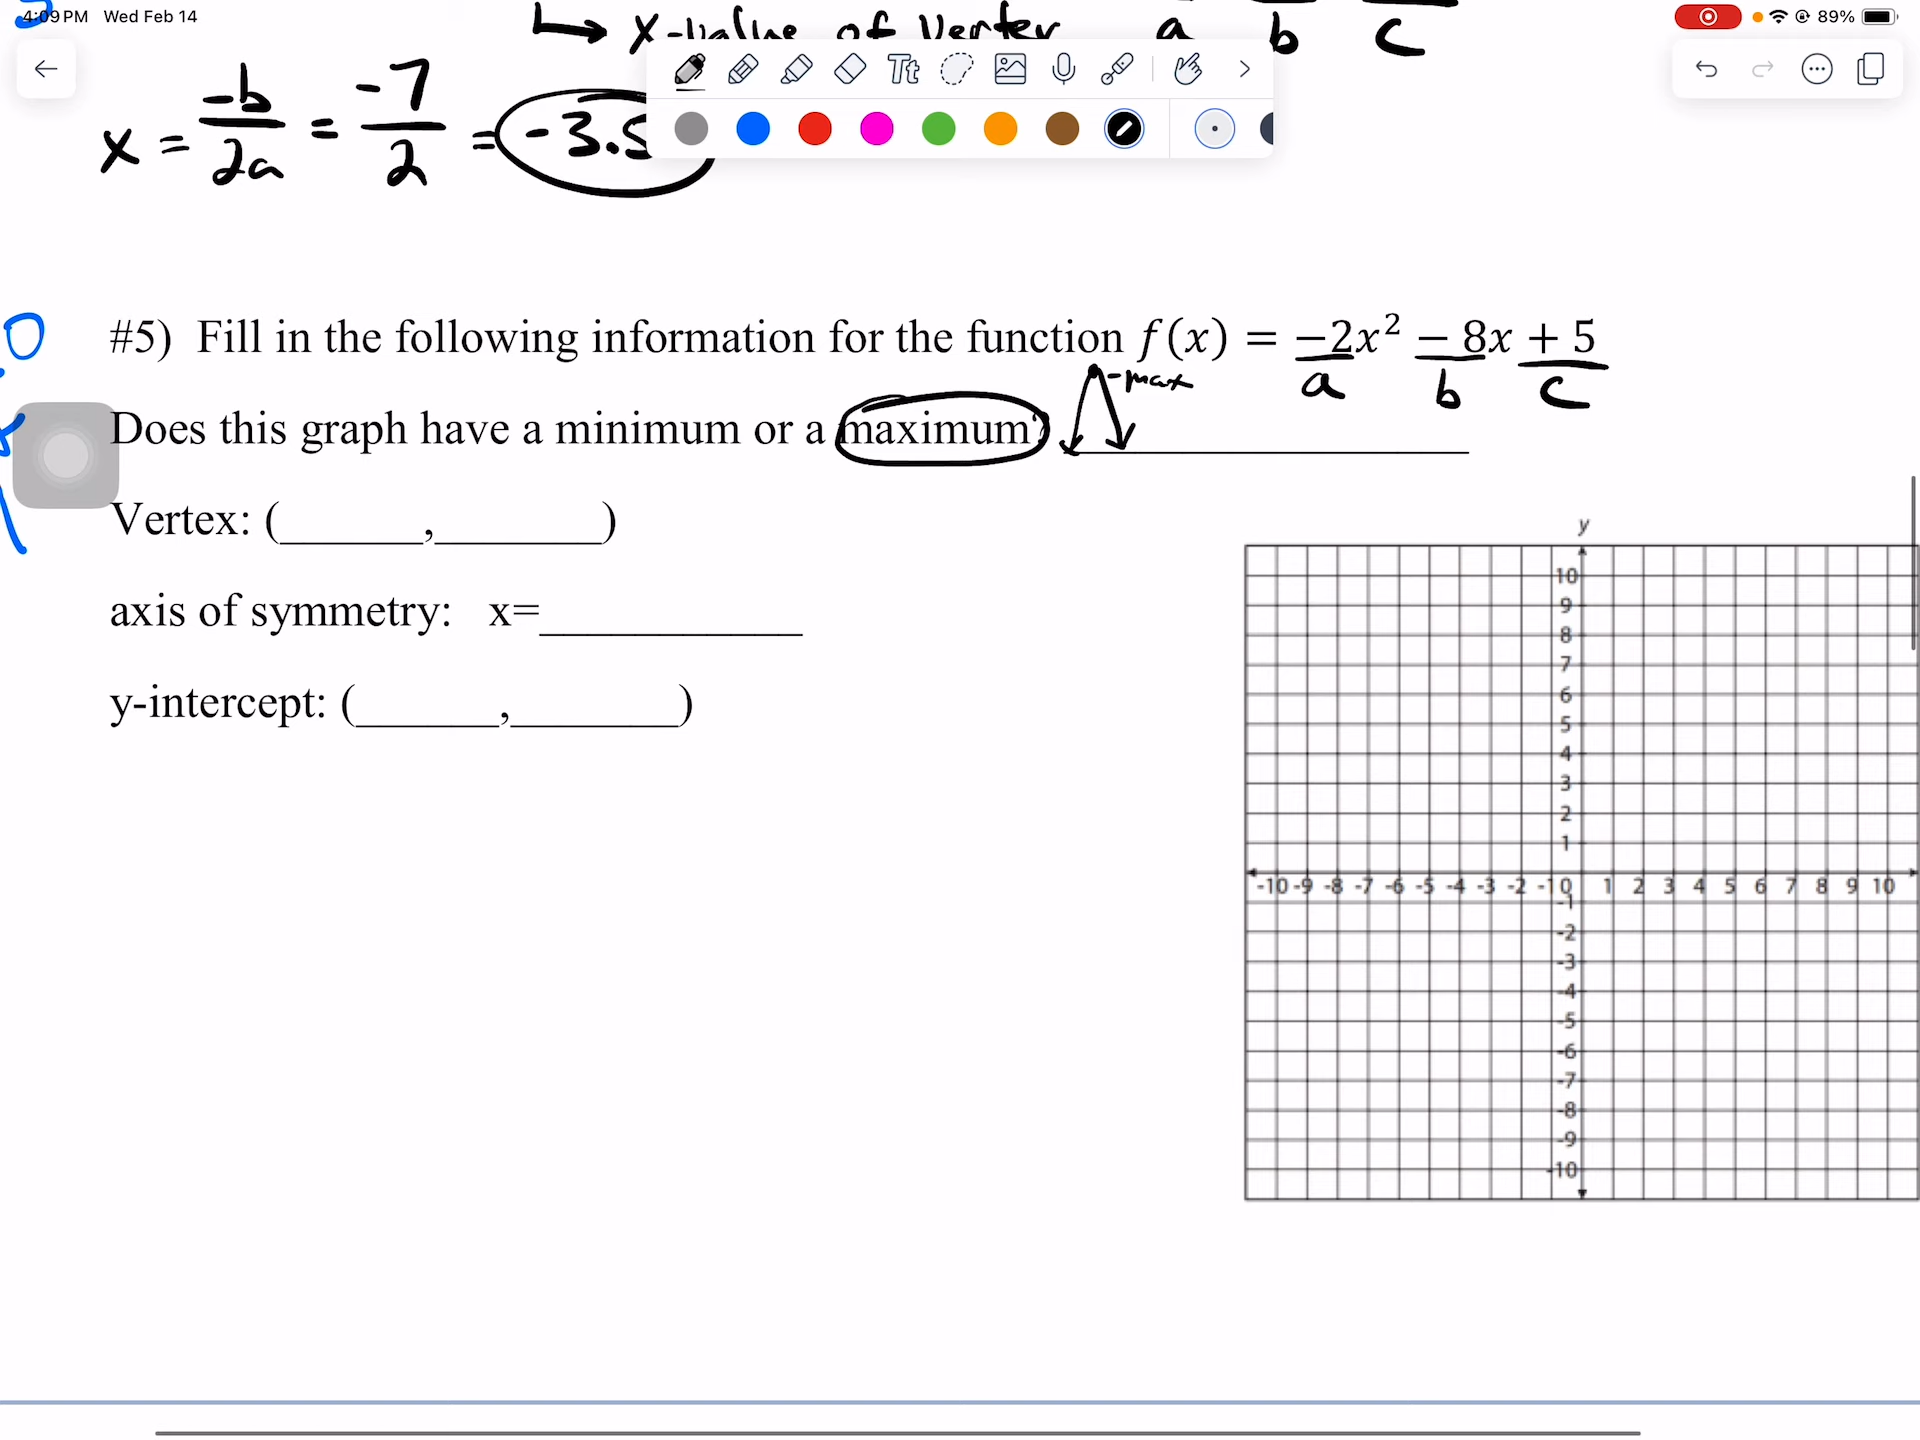 4:09 PM Wed Feb 14
89%
x-value of Vertex
a b c
x = -b/2a = -7/2 = -3.5
Tt
#5) Fill in the following information for the function f(x) = −2x² − 8x + 5
-max a b c
Does this graph have a minimum or a maximum?
Vertex: (______,_______)
axis of symmetry: x=___________
y-intercept: (______,_______)
y
10
9
8
7
6
5
4
3
2
1
-10 -9 -8 -7 -6 -5 -4 -3 -2 -1 0 1 2 3 4 5 6 7 8 9 10
-1
-2
-3
-4
-5
-6
-7
-8
-9
-10